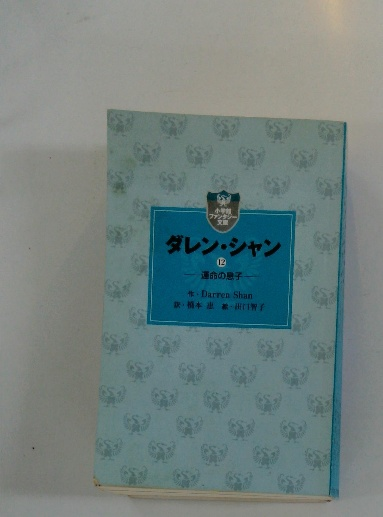 小学館
ファンタジー
文庫
ダレン・シャン
12
運命の息子
作・Darren Shan
訳・橋本 恵 絵・田口智子